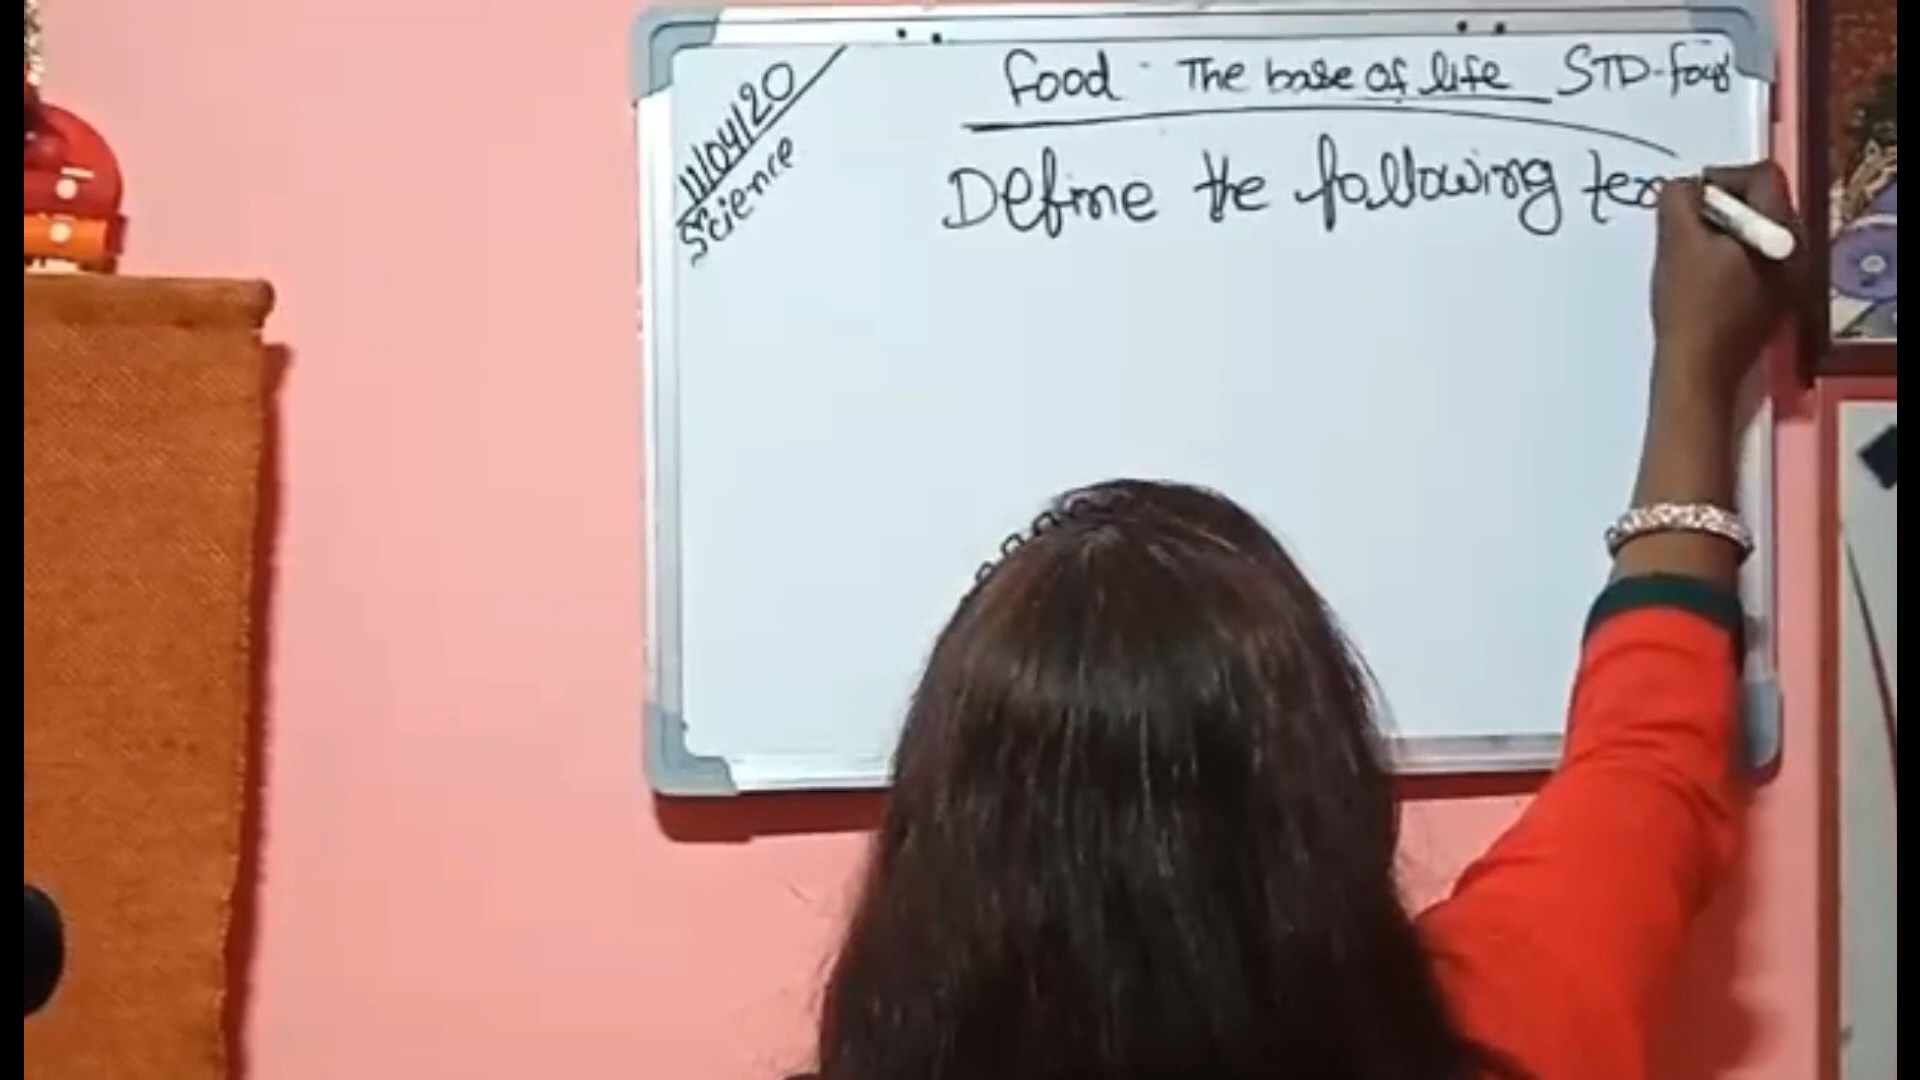 11/04/20
Science
Food - The base of life STD-four
Define the following